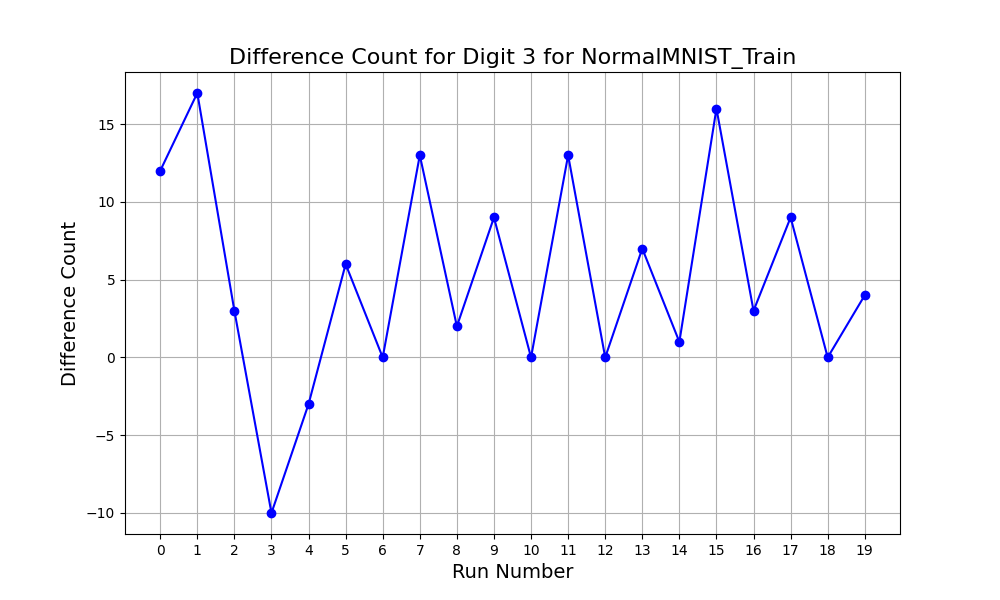 Difference Count for Digit 3 for NormalMNIST_Train
Difference Count
15
10
5
0
−5
−10
0 1 2 3 4 5 6 7 8 9 10 11 12 13 14 15 16 17 18 19
Run Number